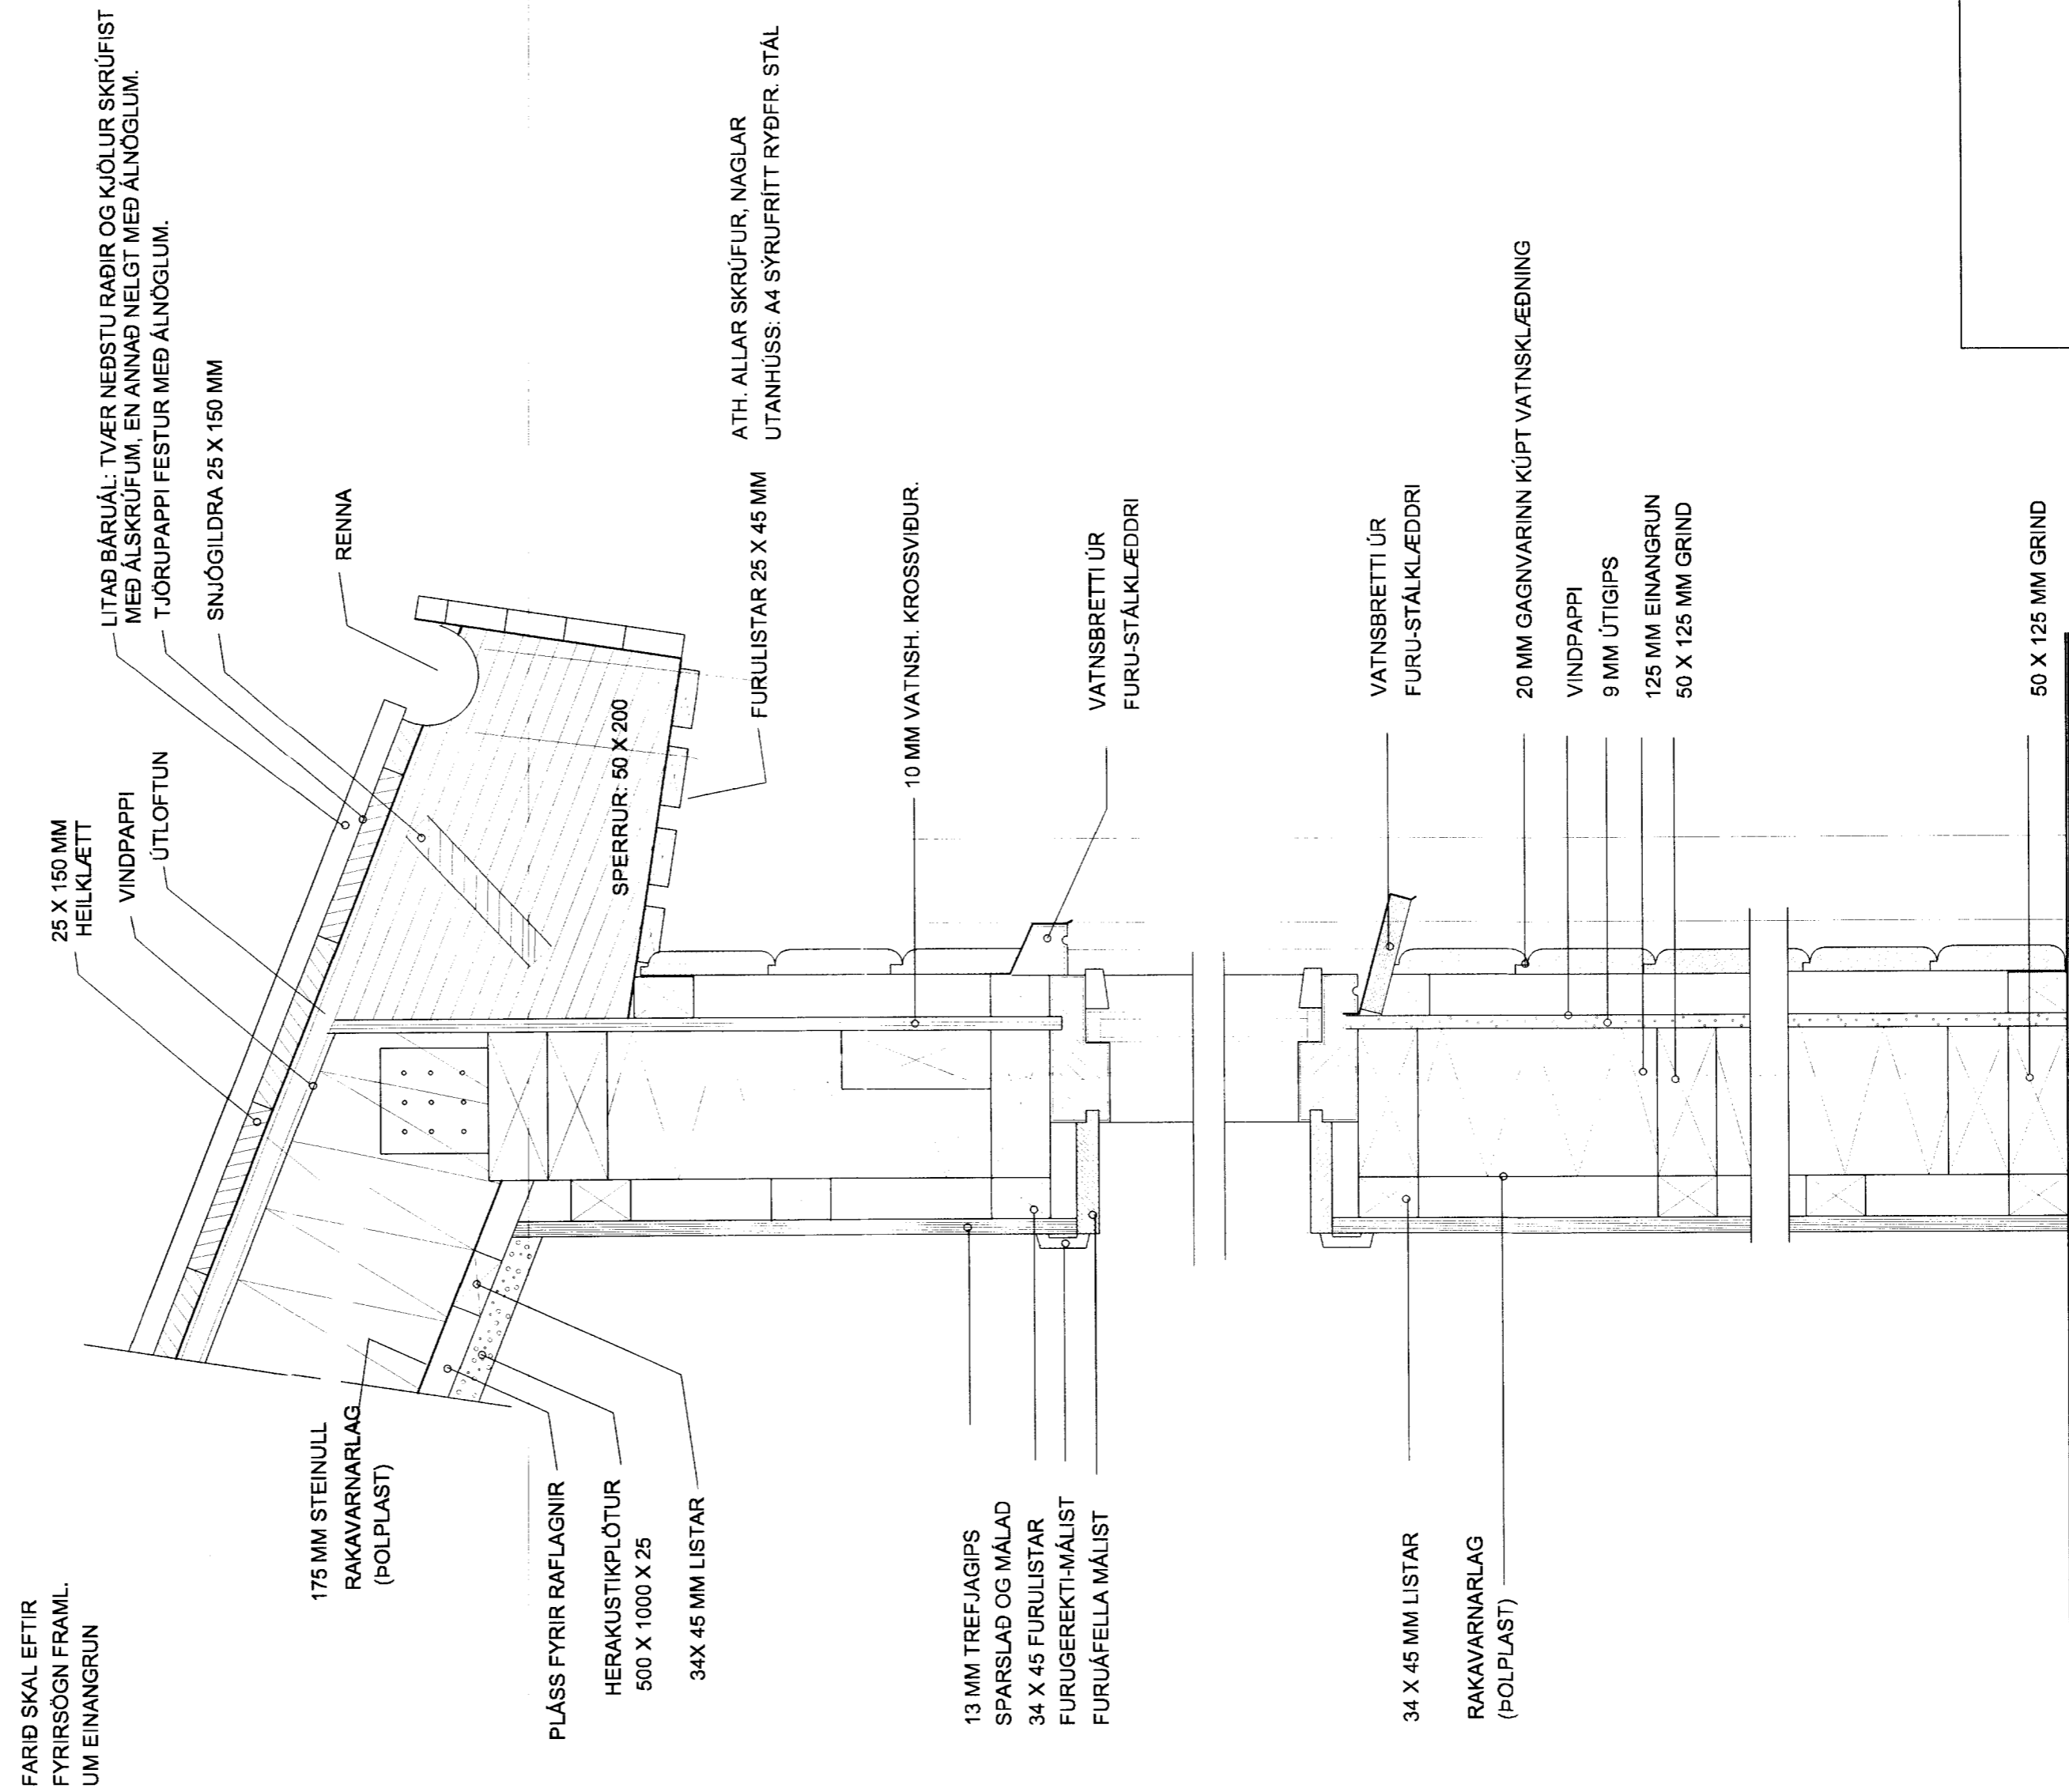 FARIÐ SKAL EFTIR
FYRIRSÖGN FRAML.
UM EINANGRUN
LITAÐ BÁRUÁL: TVÆR NEÐSTU RAÐIR OG KJÖLUR SKRÚFIST
MEÐ ÁLSKRÚFUM, EN ANNAÐ NELGT MEÐ ÁLNÖGLUM.
TJÖRUPAPPI FESTUR MEÐ ÁLNÖGLUM.
SNJÓGILDRA 25 X 150 MM
RENNA
25 X 150 MM
HEILKLÆTT
VINDPAPPI
ÚTLOFTUN
SPERRUR: 50 X 200
ATH. ALLAR SKRÚFUR, NAGLAR
UTANHÚSS: A4 SÝRUFRÍTT RYÐFR. STÁL
FURULISTAR 25 X 45 MM
10 MM VATNSH. KROSSVIÐUR.
VATNSBRETTI ÚR
FURU-STÁLKLÆDDRI
VATNSBRETTI ÚR
FURU-STÁLKLÆDDRI
20 MM GAGNVARINN KÚPT VATNSKLÆÐNING
VINDPAPPI
9 MM ÚTIGIPS
125 MM EINANGRUN
50 X 125 MM GRIND
50 X 125 MM GRIND
175 MM STEINULL
RAKAVARNARLAG
(ÞOLPLAST)
PLÁSS FYRIR RAFLAGNIR
HERAKUSTIKPLÖTUR
500 X 1000 X 25
34X 45 MM LISTAR
13 MM TREFJAGIPS
SPARSLAÐ OG MÁLAÐ
34 X 45 FURULISTAR
FURUGEREKTI-MÁLIST
FURUÁFELLA MÁLIST
34 X 45 MM LISTAR
RAKAVARNARLAG
(ÞOLPLAST)